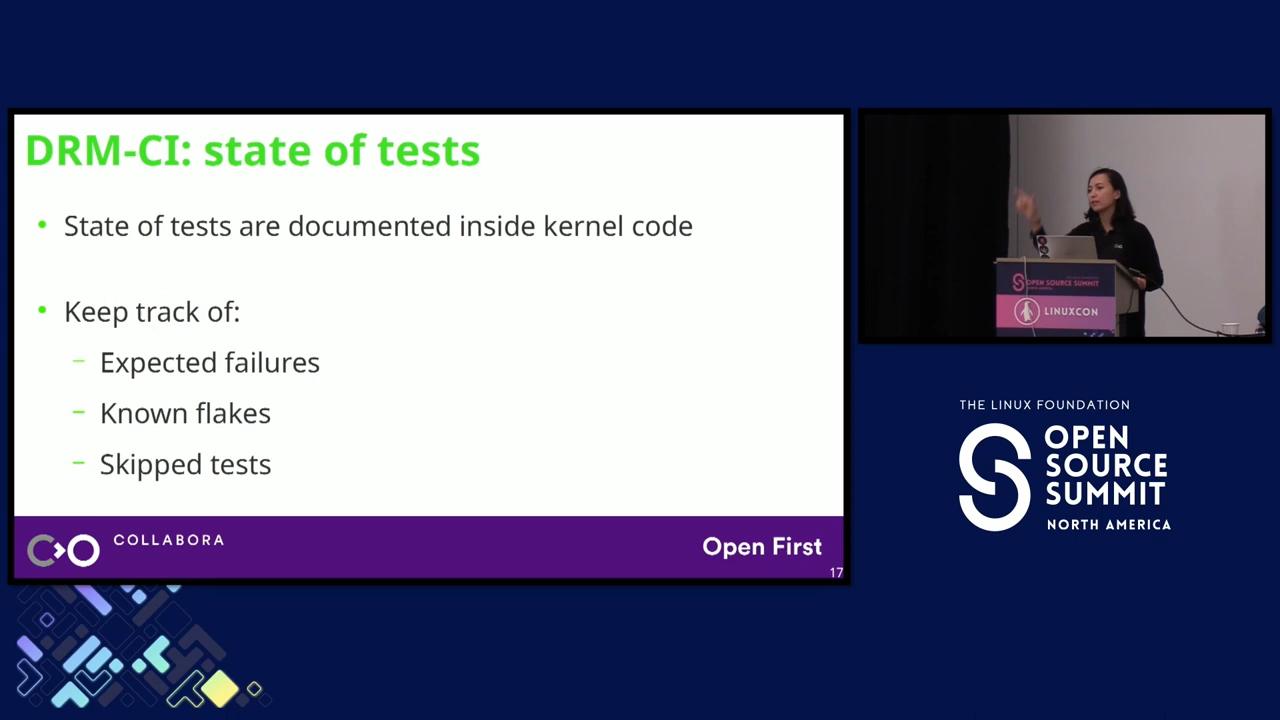 DRM-CI: state of tests
• State of tests are documented inside kernel code
• Keep track of:
– Expected failures
– Known flakes
– Skipped tests
COLLABORA
Open First
17
OPEN SOURCE SUMMIT
LINUXCON
THE LINUX FOUNDATION
OPEN
SOURCE
SUMMIT
NORTH AMERICA